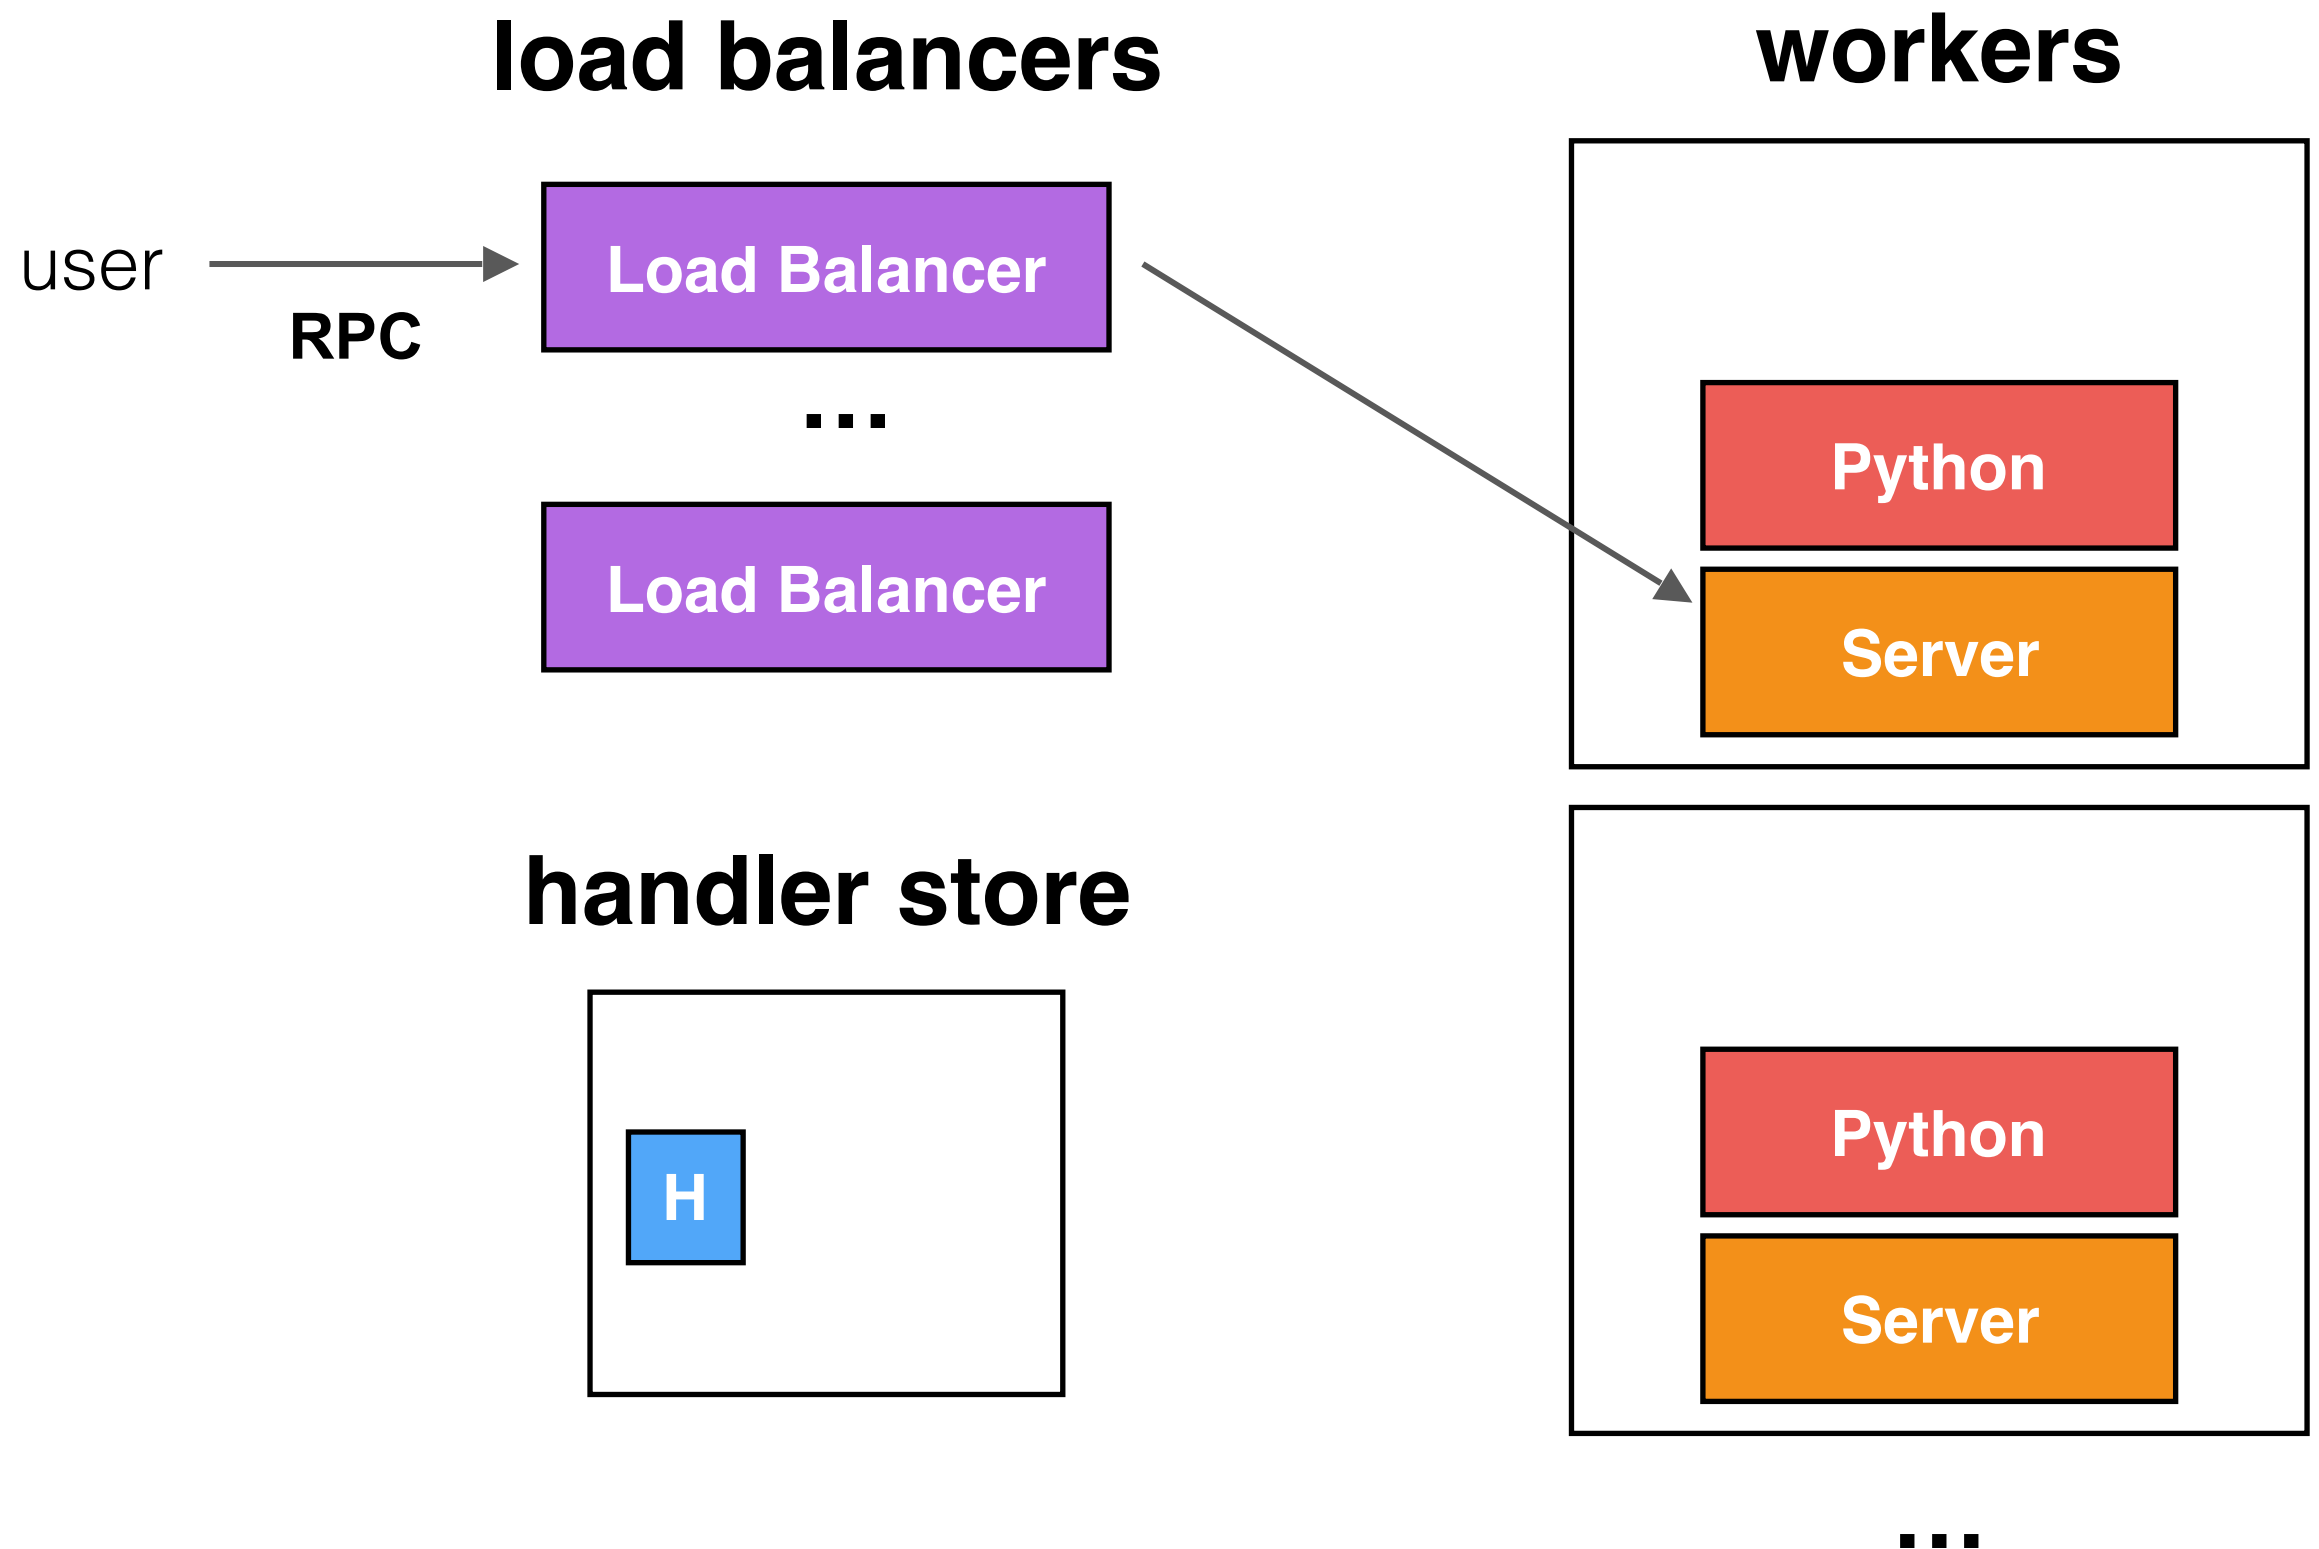 load balancers
workers
user
RPC
Load Balancer
...
Load Balancer
Python
Server
handler store
H
Python
Server
...